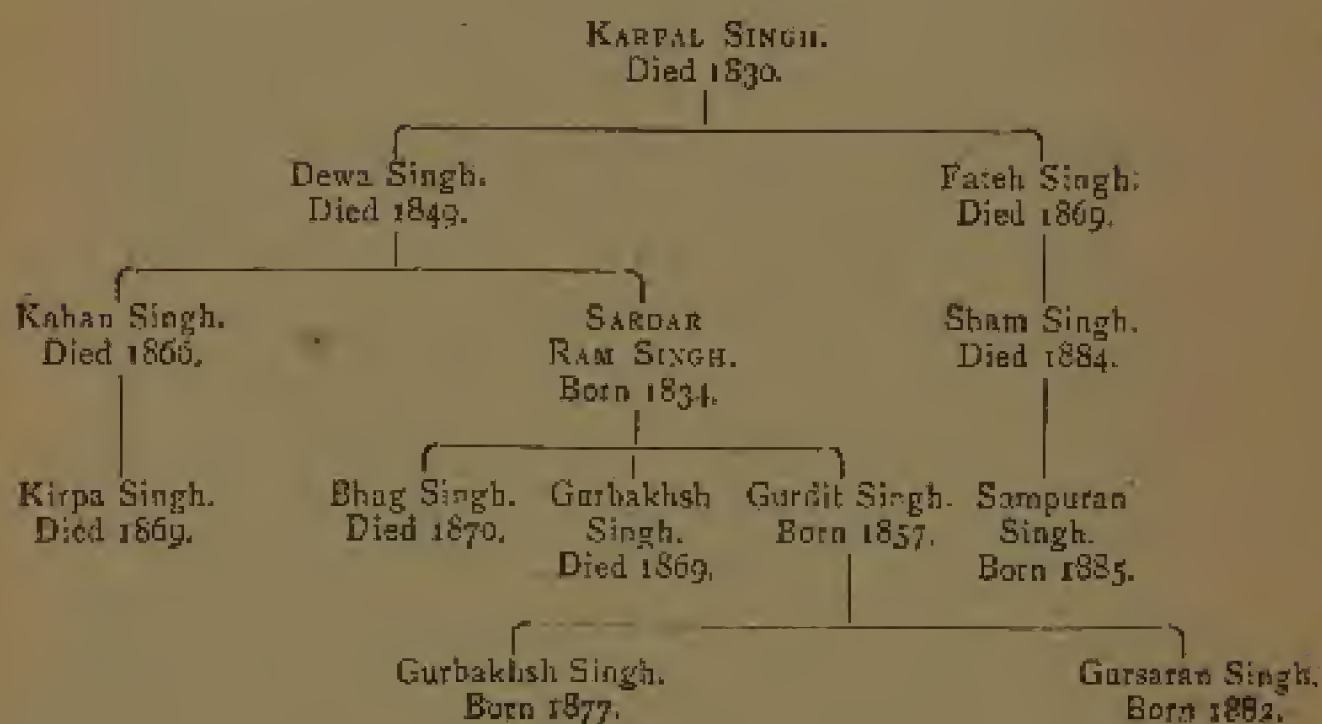 KARPAL SINGH.
Died 1830.
Dewa Singh.
Died 1849.
Fateh Singh.
Died 1869.
Kahan Singh.
Died 1866.
SARDAR
RAM SINGH.
Born 1834.
Sham Singh.
Died 1884.
Kirpa Singh.
Died 1869.
Bhag Singh.
Died 1870.
Gurbakhsh
Singh.
Died 1869.
Gurdit Singh.
Born 1857.
Sampuran
Singh.
Born 1885.
Gurbakhsh Singh.
Born 1877.
Gursaran Singh.
Born 1882.